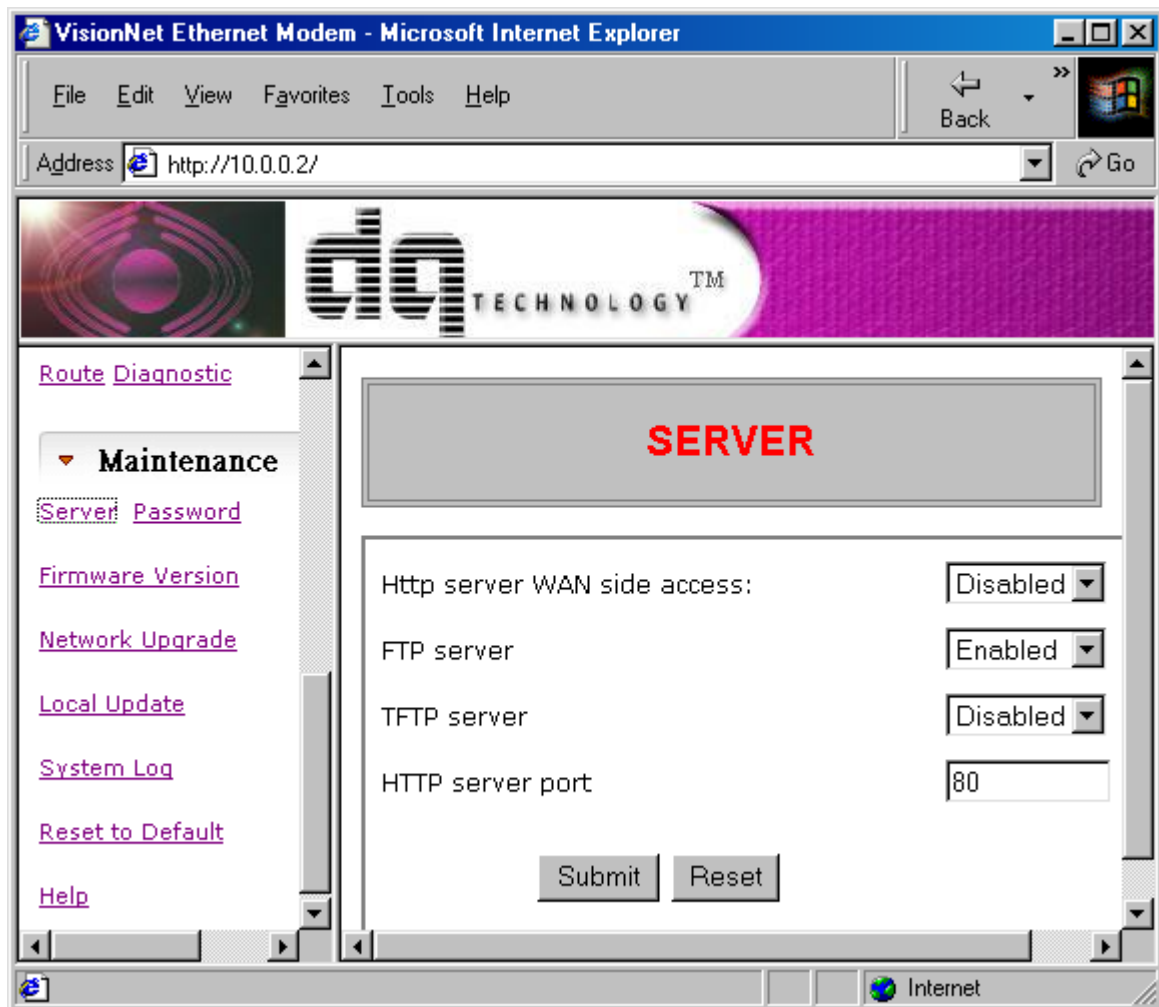 VisionNet Ethernet Modem - Microsoft Internet Explorer
File Edit View Favorites Tools Help
»
Back
Address http://10.0.0.2/ Go
dq TECHNOLOGY TM
Route Diagnostic
Maintenance
Server Password
Firmware Version
Network Upgrade
Local Update
System Log
Reset to Default
Help
SERVER
Http server WAN side access: Disabled
FTP server Enabled
TFTP server Disabled
HTTP server port 80
Submit Reset
Internet